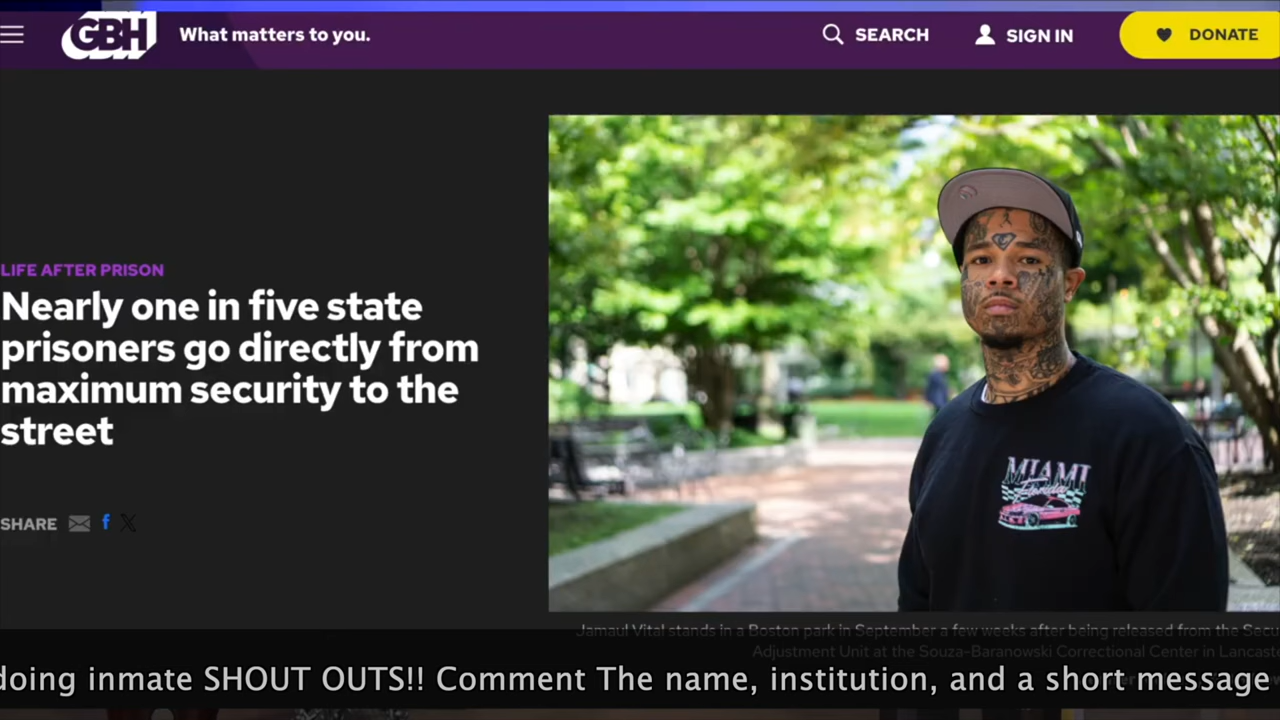 GBH
What matters to you.
SEARCH
SIGN IN
DONATE
LIFE AFTER PRISON
Nearly one in five state
prisoners go directly from
maximum security to the
street
SHARE
MIAMI
Florida
Jamaul Vital stands in a Boston park in September a few weeks after being released from the Secu
Adjustment Unit at the Souza-Baranowski Correctional Center in Lancaste
doing inmate SHOUT OUTS!! Comment The name, institution, and a short message